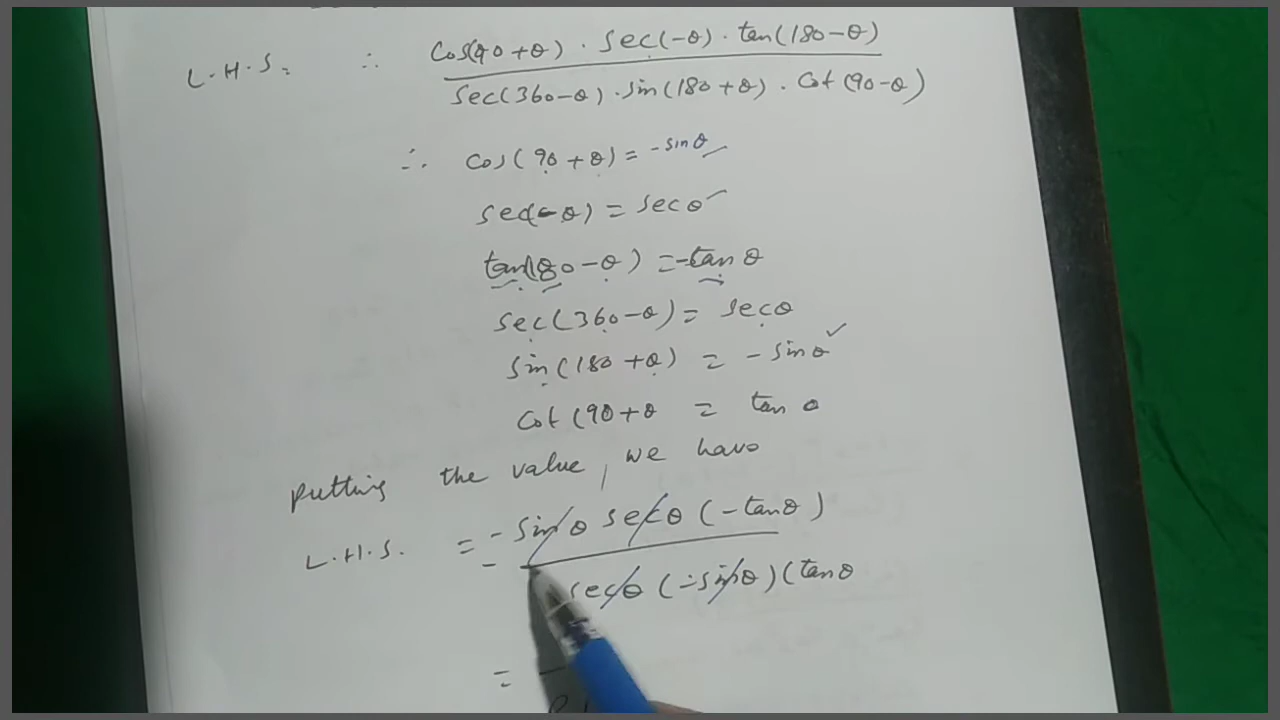 L.H.S. ∴ Cos(90+θ) · sec(-θ) · tan(180-θ)
sec(360-θ) · sin(180+θ) · Cot(90-θ)
∴ Cos(90+θ) = -sinθ
sec(-θ) = secθ
tan(180-θ) = -tanθ
sec(360-θ) = secθ
sin(180+θ) = -sinθ
Cot(90+θ = tanθ
putting the value, we have
L.H.S. = -sinθ secθ (-tanθ)
secθ (-sinθ)(tanθ
=